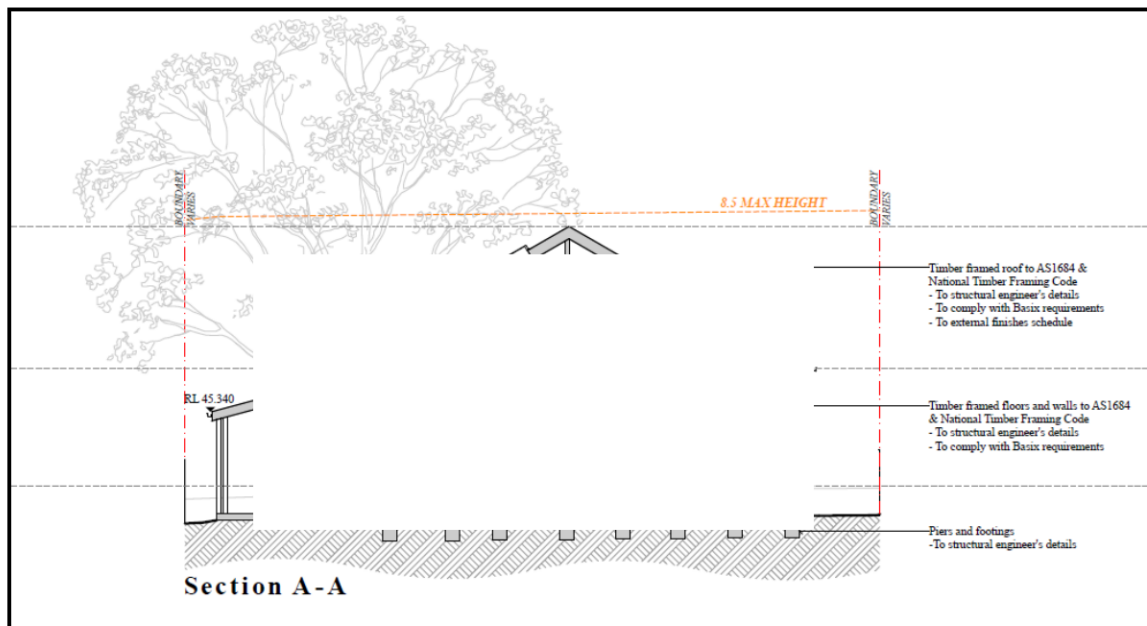 BOUNDARY
VARIES
8.5 MAX HEIGHT
BOUNDARY
VARIES
Timber framed roof to AS1684 &
National Timber Framing Code
- To structural engineer's details
- To comply with Basix requirements
- To external finishes schedule
RL 45.340
Timber framed floors and walls to AS1684
& National Timber Framing Code
- To structural engineer's details
- To comply with Basix requirements
Piers and footings
-To structural engineer's details
Section A-A